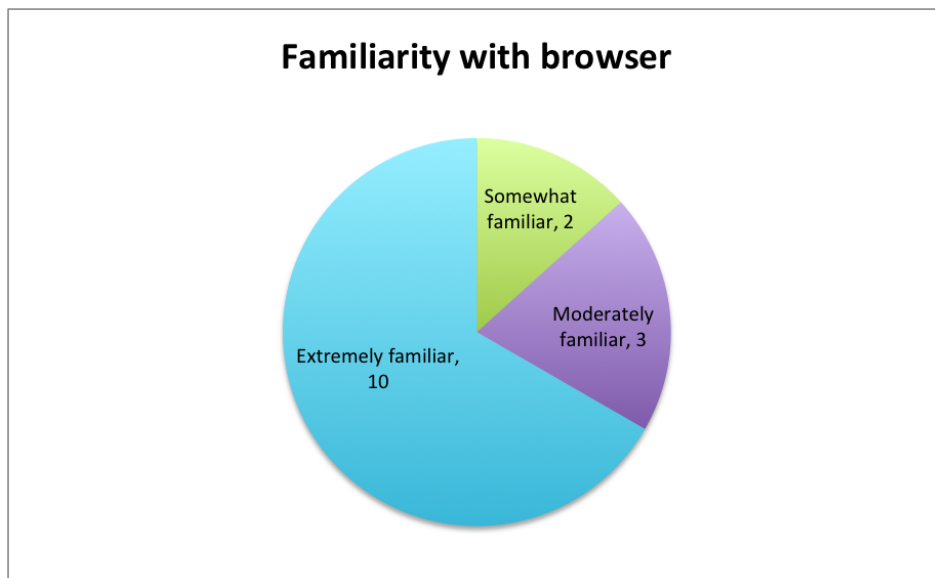 Familiarity with browser
Somewhat
familiar, 2
Moderately
familiar, 3
Extremely familiar,
10